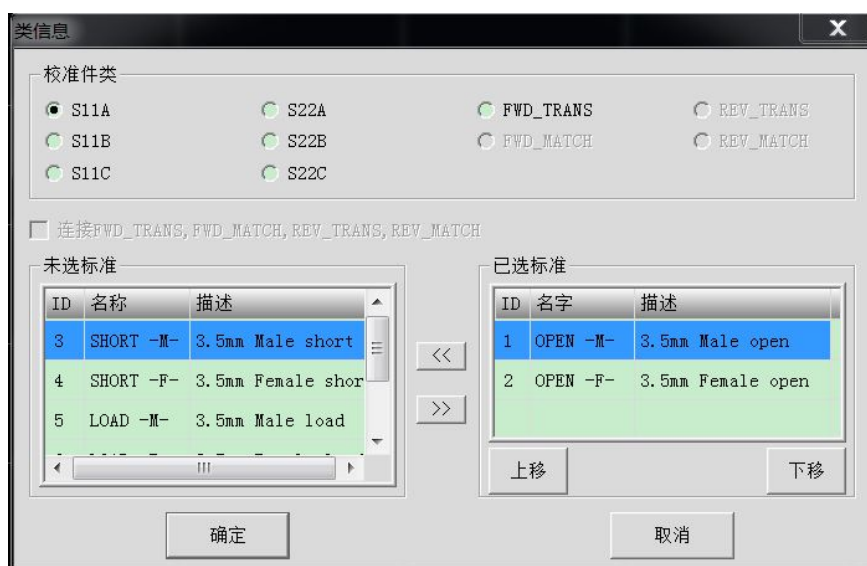 类信息
校准件类
S11A S22A FWD_TRANS REV_TRANS
S11B S22B FWD_MATCH REV_MATCH
S11C S22C
连接FWD_TRANS,FWD_MATCH,REV_TRANS,REV_MATCH
未选标准
ID 名称 描述
3 SHORT -M- 3.5mm Male short
4 SHORT -F- 3.5mm Female shor
5 LOAD -M- 3.5mm Male load
<<
>>
已选标准
ID 名字 描述
1 OPEN -M- 3.5mm Male open
2 OPEN -F- 3.5mm Female open
上移 下移
确定 取消